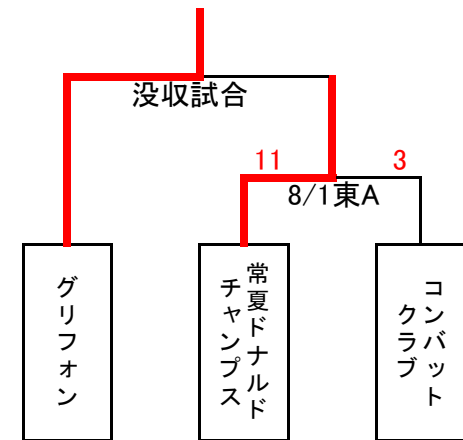 没収試合
11
3
8/1東A
グリフォン
常夏ドナルド
チャンプス
コンバット
クラブ